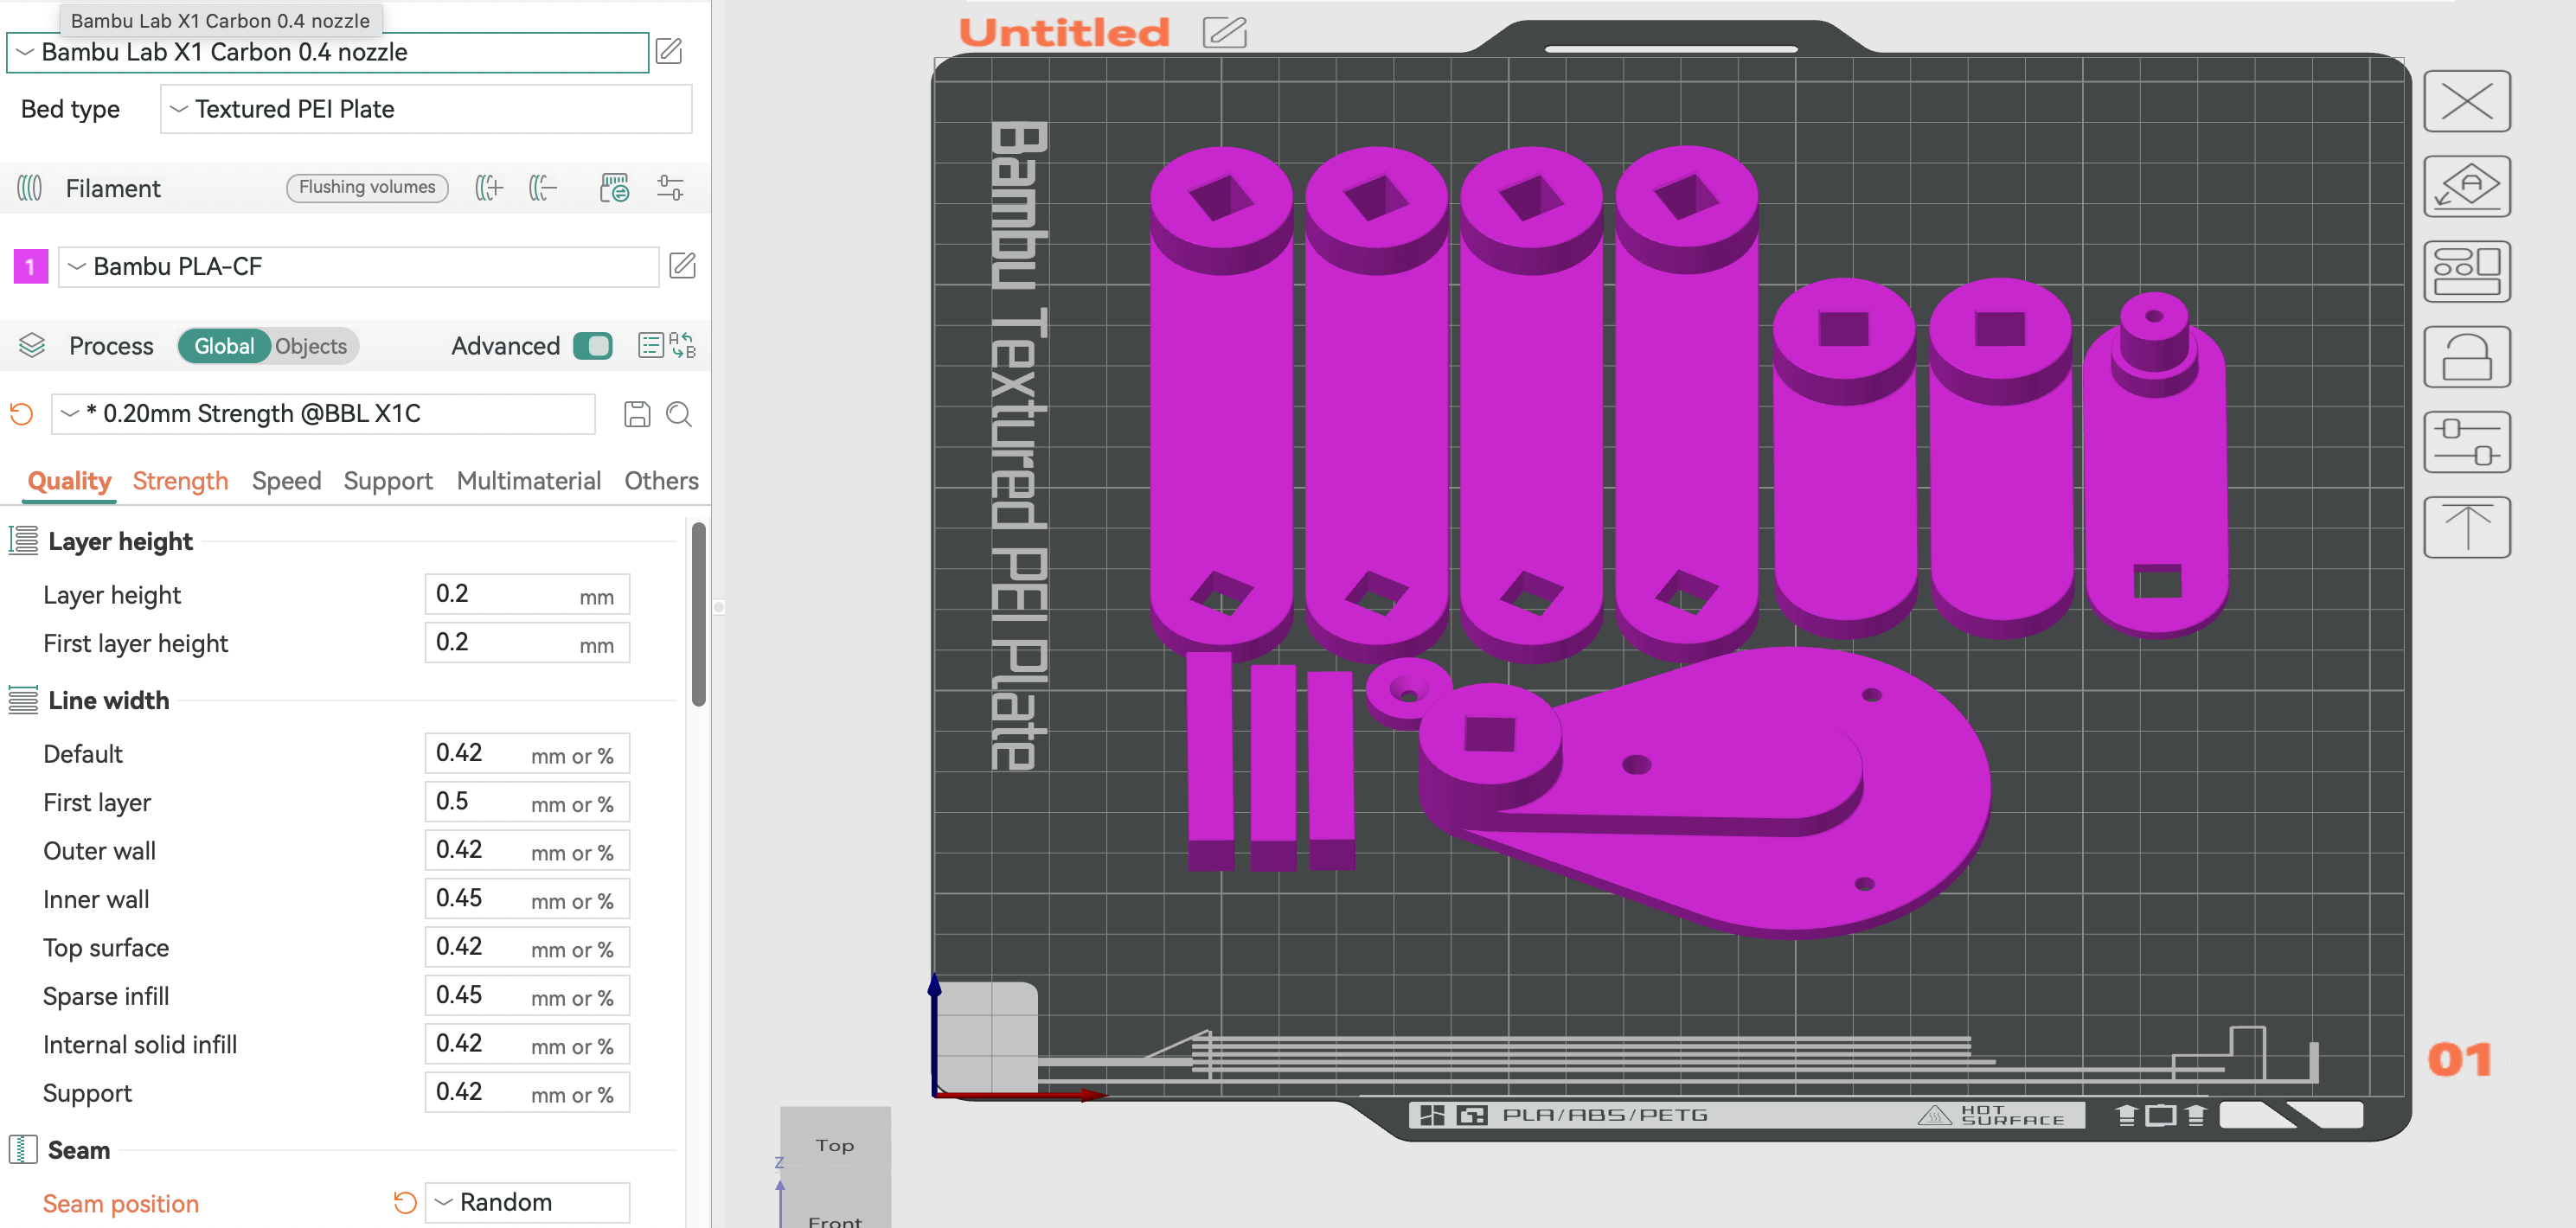 Bambu Lab X1 Carbon 0.4 nozzle
Bambu Lab X1 Carbon 0.4 nozzle
Bed type
Textured PEI Plate
Filament
Flushing volumes
1
Bambu PLA-CF
Process
Global
Objects
Advanced
A
B
* 0.20mm Strength @BBL X1C
Quality
Strength
Speed
Support
Multimaterial
Others
Layer height
Layer height
0.2 mm
First layer height
0.2 mm
Line width
Default
0.42 mm or %
First layer
0.5 mm or %
Outer wall
0.42 mm or %
Inner wall
0.45 mm or %
Top surface
0.42 mm or %
Sparse infill
0.45 mm or %
Internal solid infill
0.42 mm or %
Support
0.42 mm or %
Seam
Seam position
Random
Untitled
Bambu Textured PEI Plate
A
01
PLA/ABS/PETG
HOT
SURFACE
Top
Z
Front